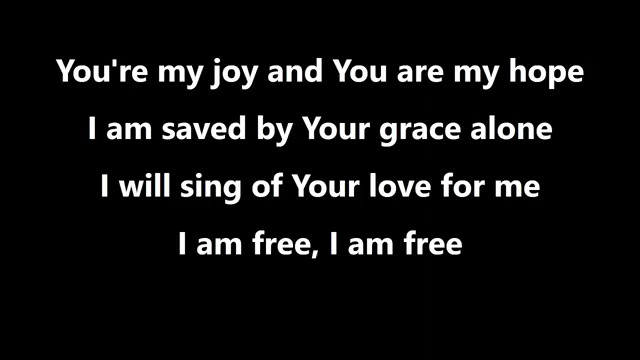 You're my joy and You are my hope
I am saved by Your grace alone
I will sing of Your love for me
I am free, I am free